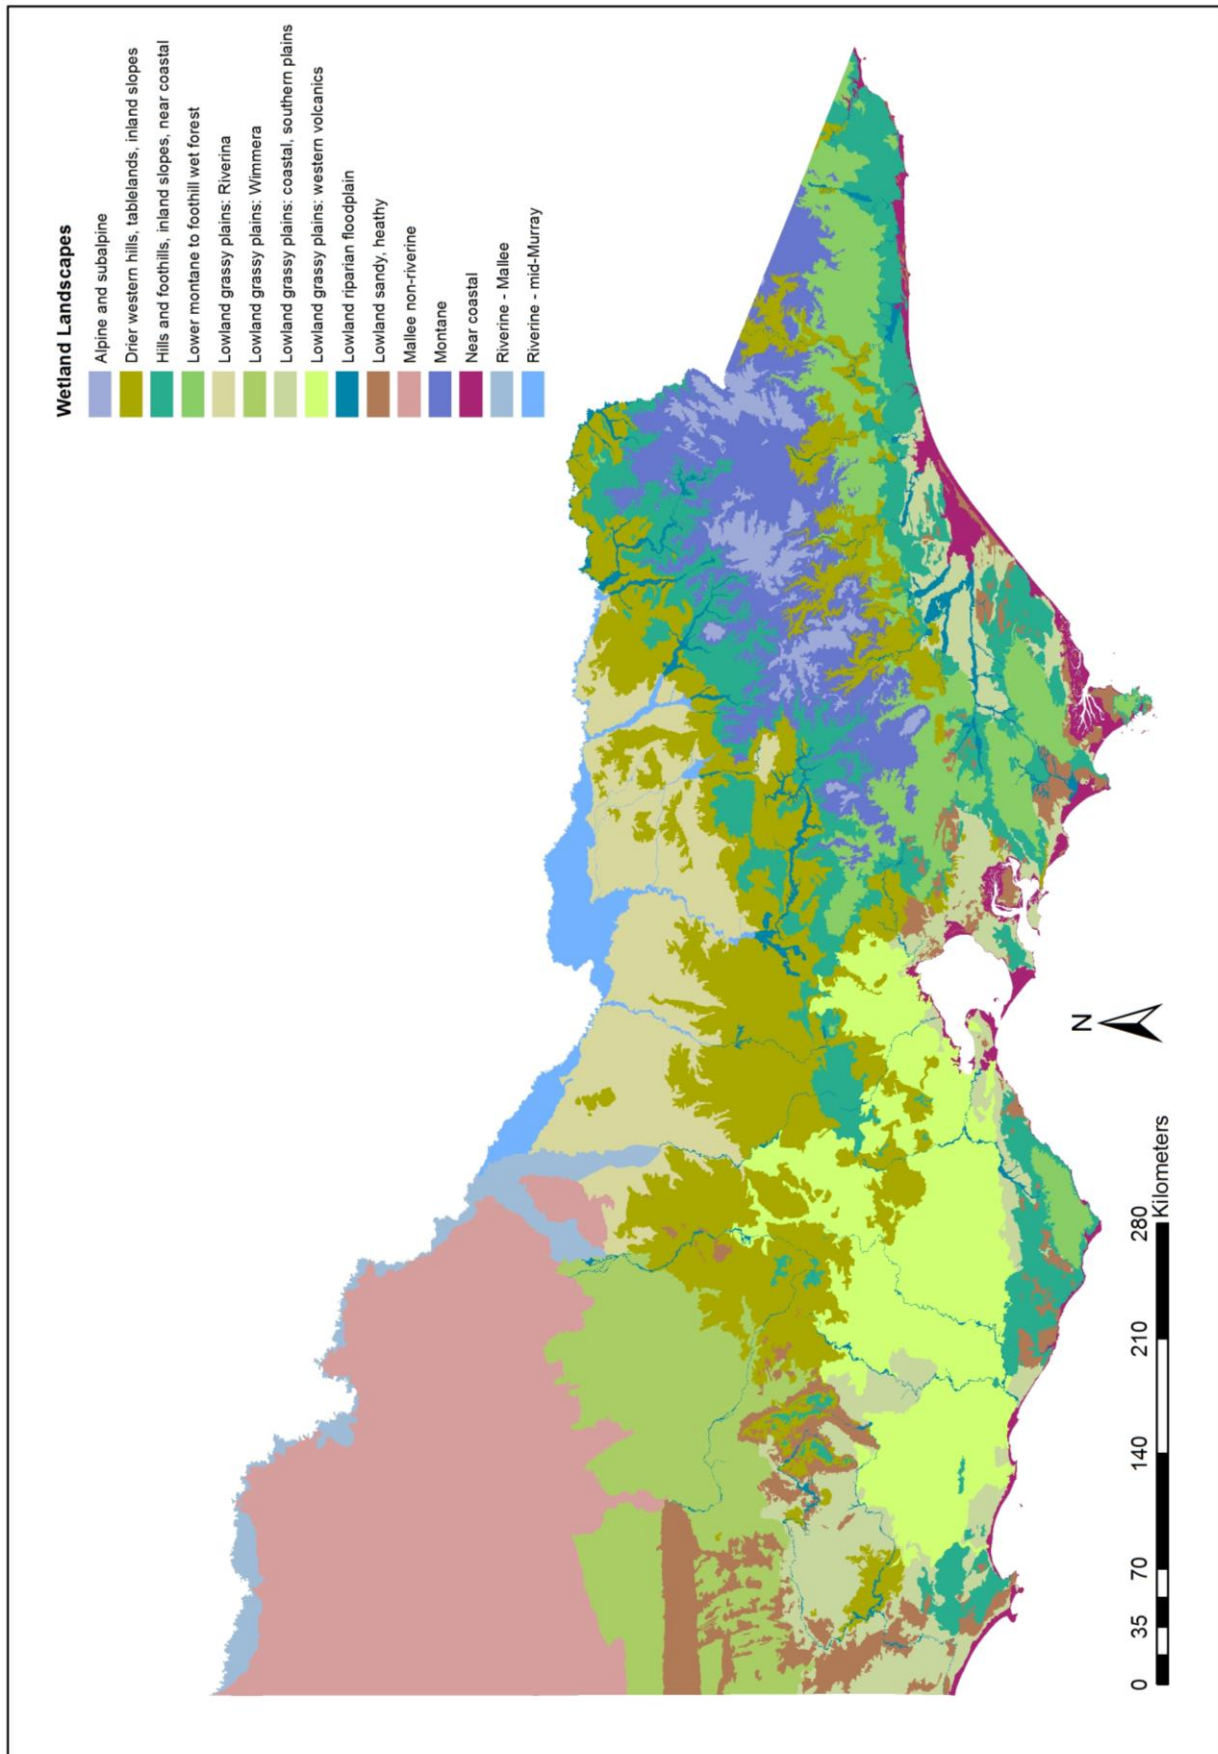 Wetland Landscapes
Alpine and subalpine
Drier western hills, tablelands, inland slopes
Hills and foothills, inland slopes, near coastal
Lower montane to foothill wet forest
Lowland grassy plains: Riverina
Lowland grassy plains: Wimmera
Lowland grassy plains: coastal, southern plains
Lowland grassy plains: western volcanics
Lowland riparian floodplain
Lowland sandy, heathy
Mallee non-riverine
Montane
Near coastal
Riverine - Mallee
Riverine - mid-Murray
N
0 35 70 140 210 280
Kilometers